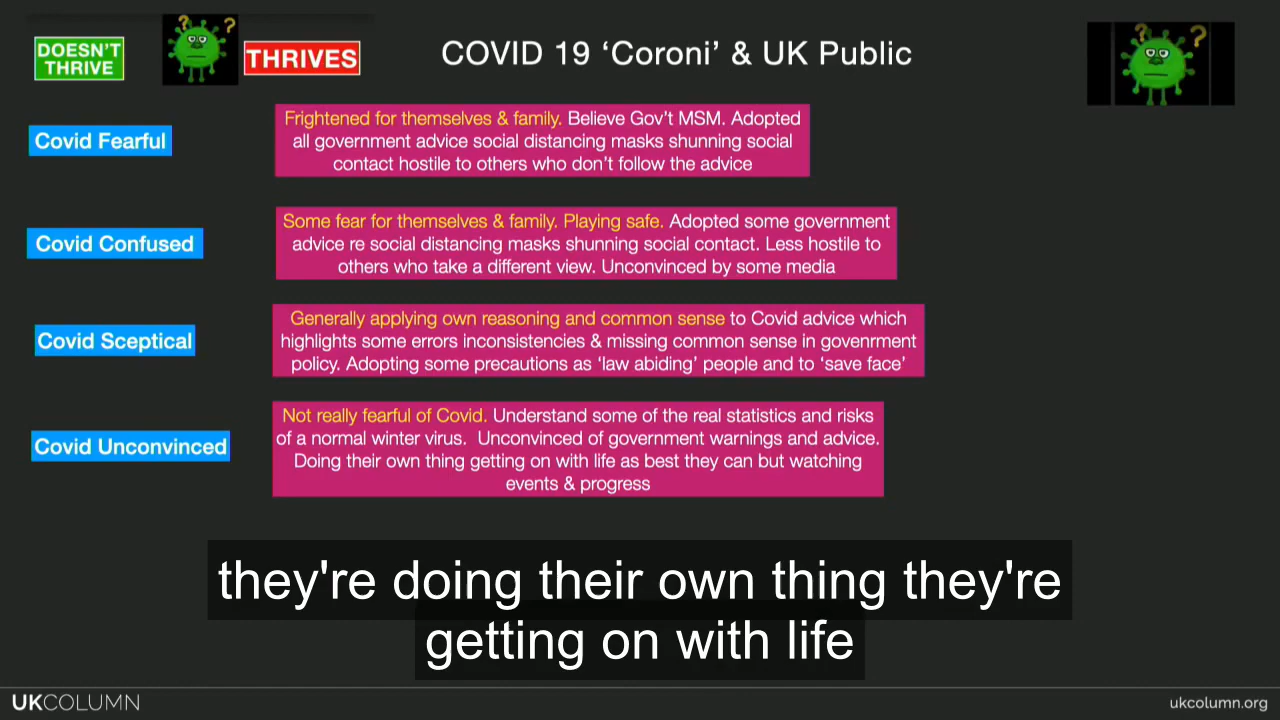 DOESN'T
THRIVE
THRIVES
COVID 19 ‘Coroni’ & UK Public
Covid Fearful
Frightened for themselves & family. Believe Gov’t MSM. Adopted
all government advice social distancing masks shunning social
contact hostile to others who don’t follow the advice
Covid Confused
Some fear for themselves & family. Playing safe. Adopted some government
advice re social distancing masks shunning social contact. Less hostile to
others who take a different view. Unconvinced by some media
Covid Sceptical
Generally applying own reasoning and common sense to Covid advice which
highlights some errors inconsistencies & missing common sense in govenrment
policy. Adopting some precautions as ‘law abiding’ people and to ‘save face’
Covid Unconvinced
Not really fearful of Covid. Understand some of the real statistics and risks
of a normal winter virus. Unconvinced of government warnings and advice.
Doing their own thing getting on with life as best they can but watching
events & progress
they're doing their own thing they're
getting on with life
UKCOLUMN
ukcolumn.org